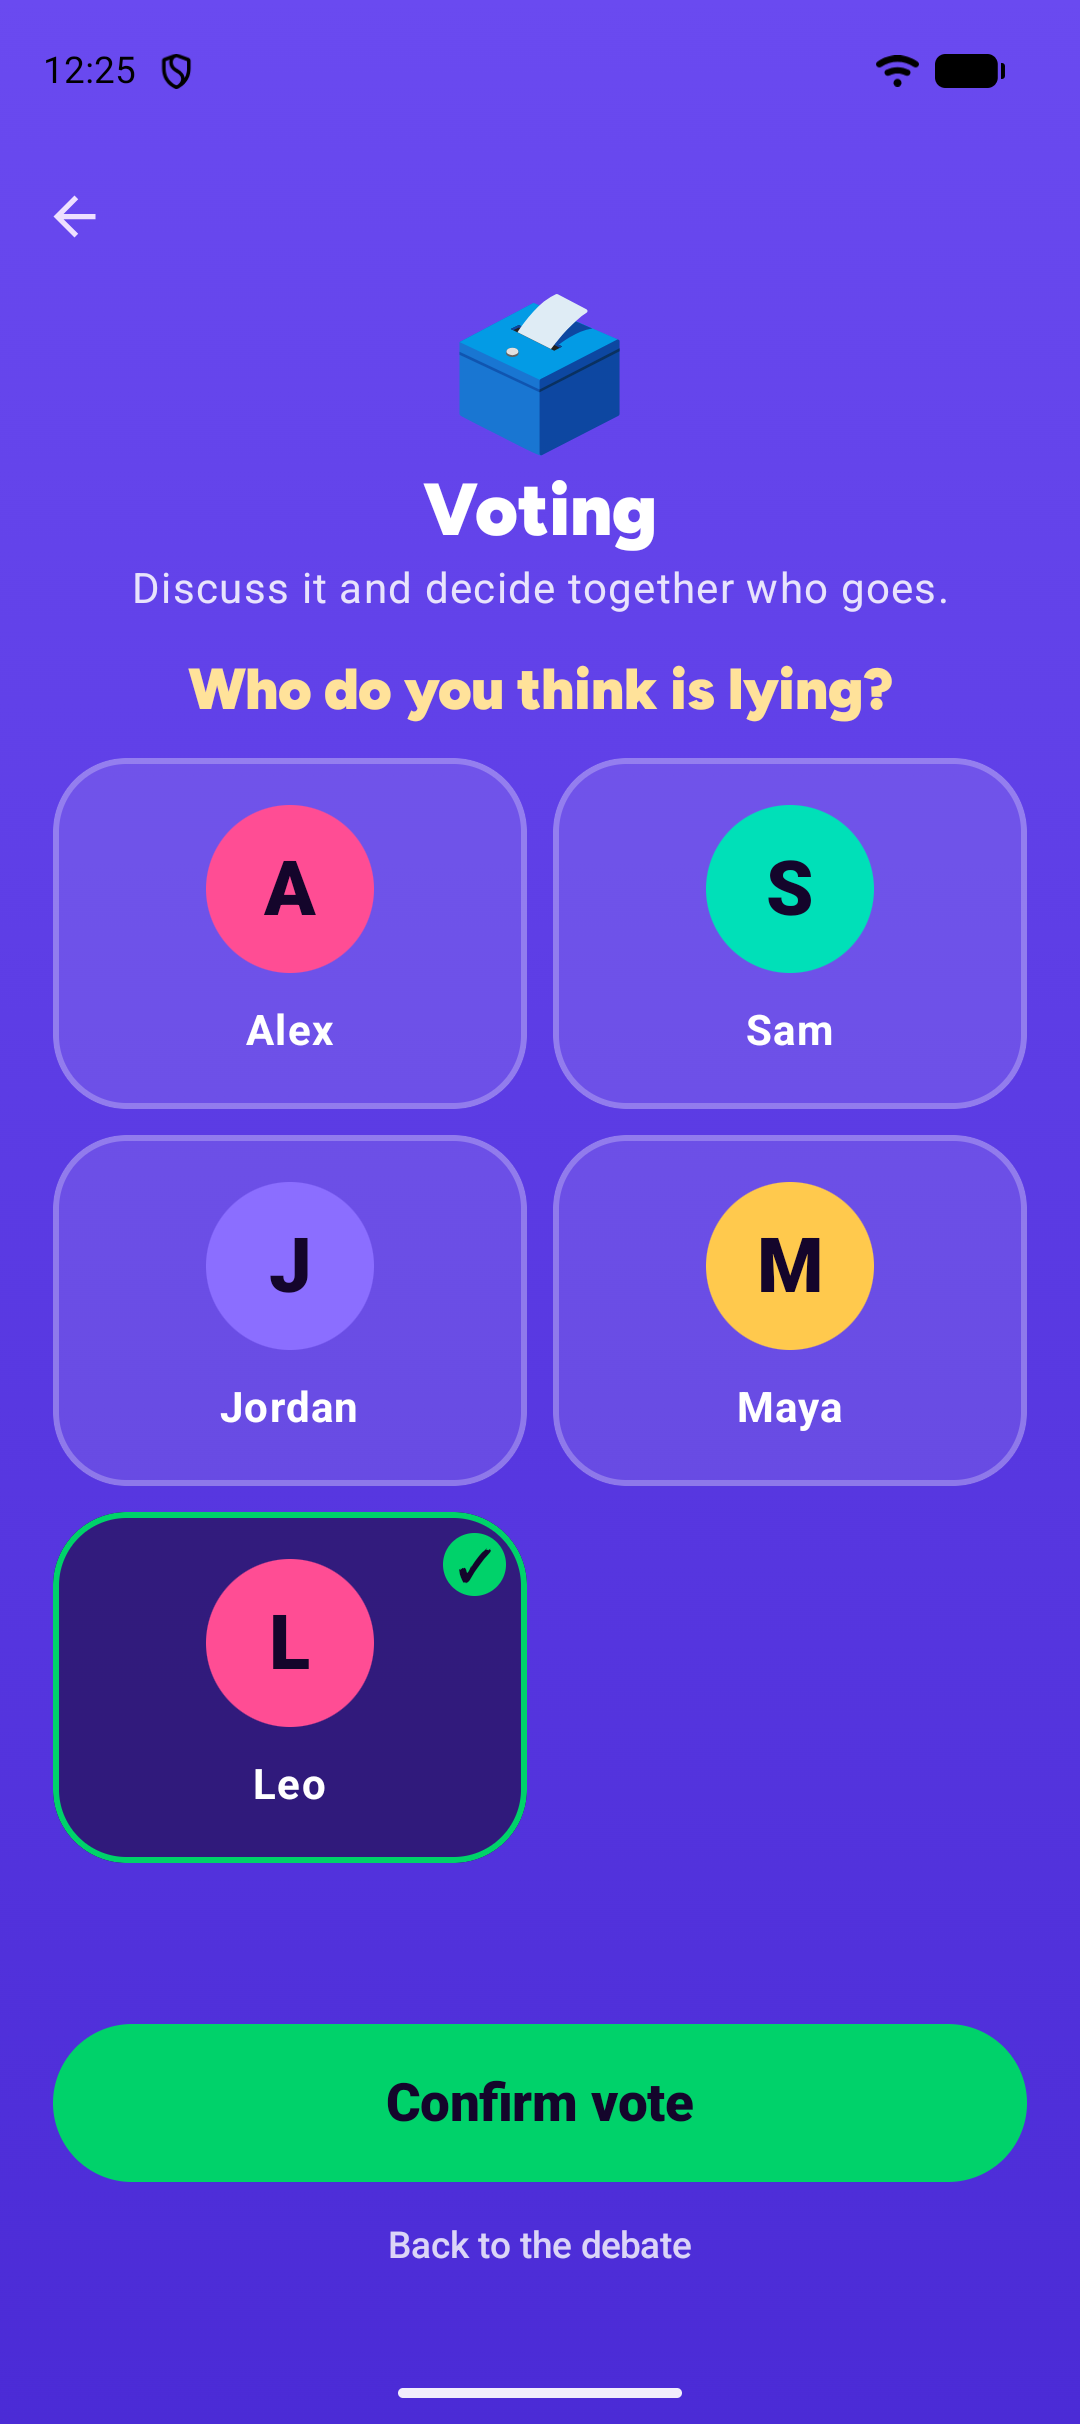 12:25
Voting
Discuss it and decide together who goes.
Who do you think is lying?
A
S
Alex
Sam
J
M
Jordan
Maya
✓
L
Leo
Confirm vote
Back to the debate